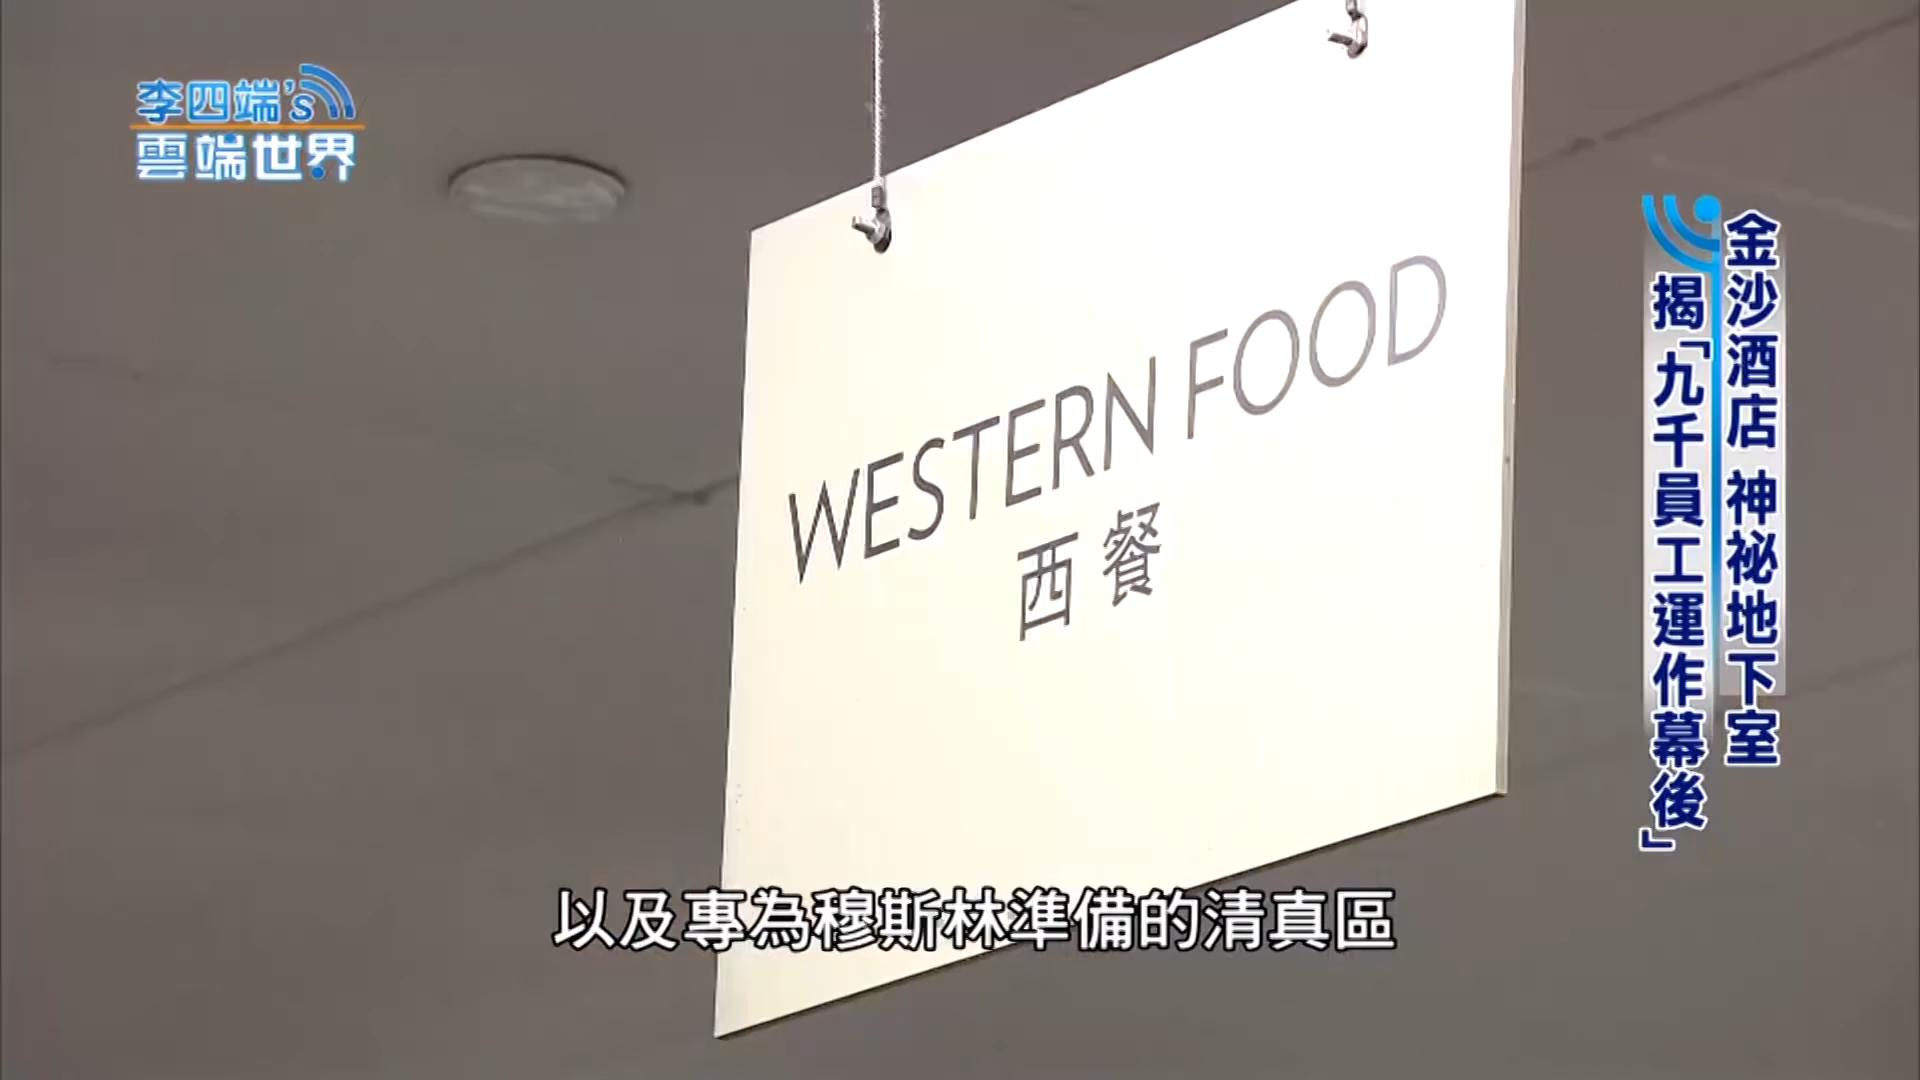 李四端's
雲端世界
WESTERN FOOD
西餐
金沙酒店 神祕地下室
揭「九千員工運作幕後」
以及專為穆斯林準備的清真區